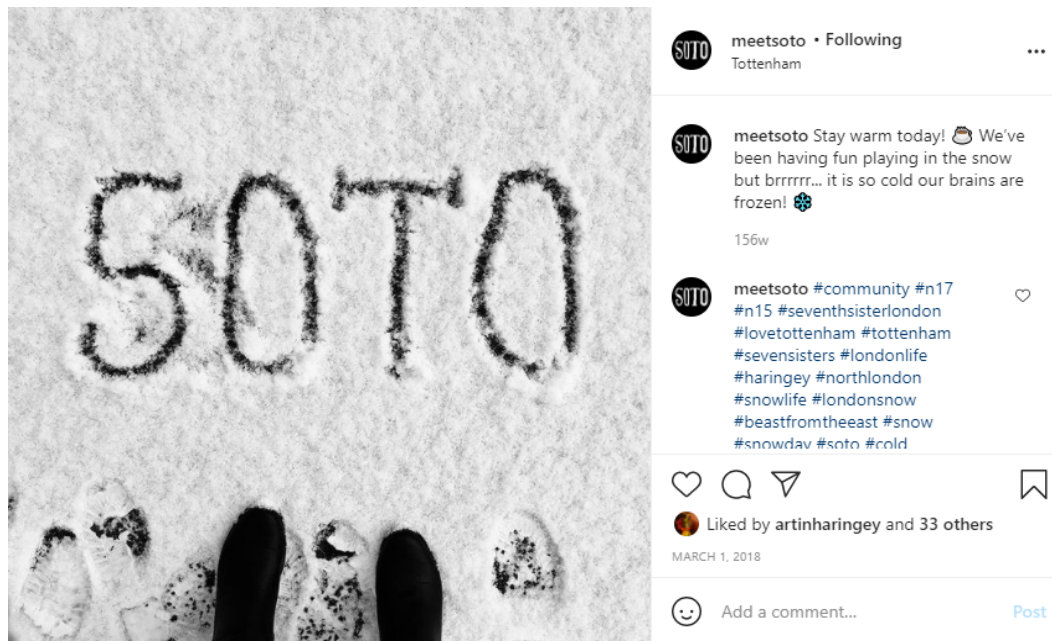 SOTO
SOTO
meetsoto • Following
Tottenham
SOTO
meetsoto Stay warm today! ☕ We've
been having fun playing in the snow
but brrrrrr... it is so cold our brains are
frozen! ❄
156w
SOTO
meetsoto #community #n17
#n15 #seventhsisterlondon
#lovetottenham #tottenham
#sevensisters #londonlife
#haringey #northlondon
#snowlife #londonsnow
#beastfromtheeast #snow
#snowday #soto #cold
Liked by artinharingey and 33 others
MARCH 1, 2018
Add a comment...
Post